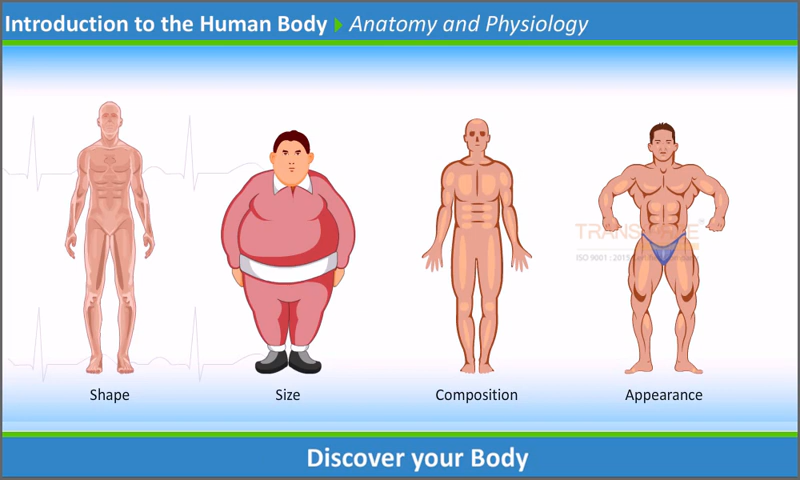 Introduction to the Human Body Anatomy and Physiology
Shape Size Composition Appearance
Discover your Body